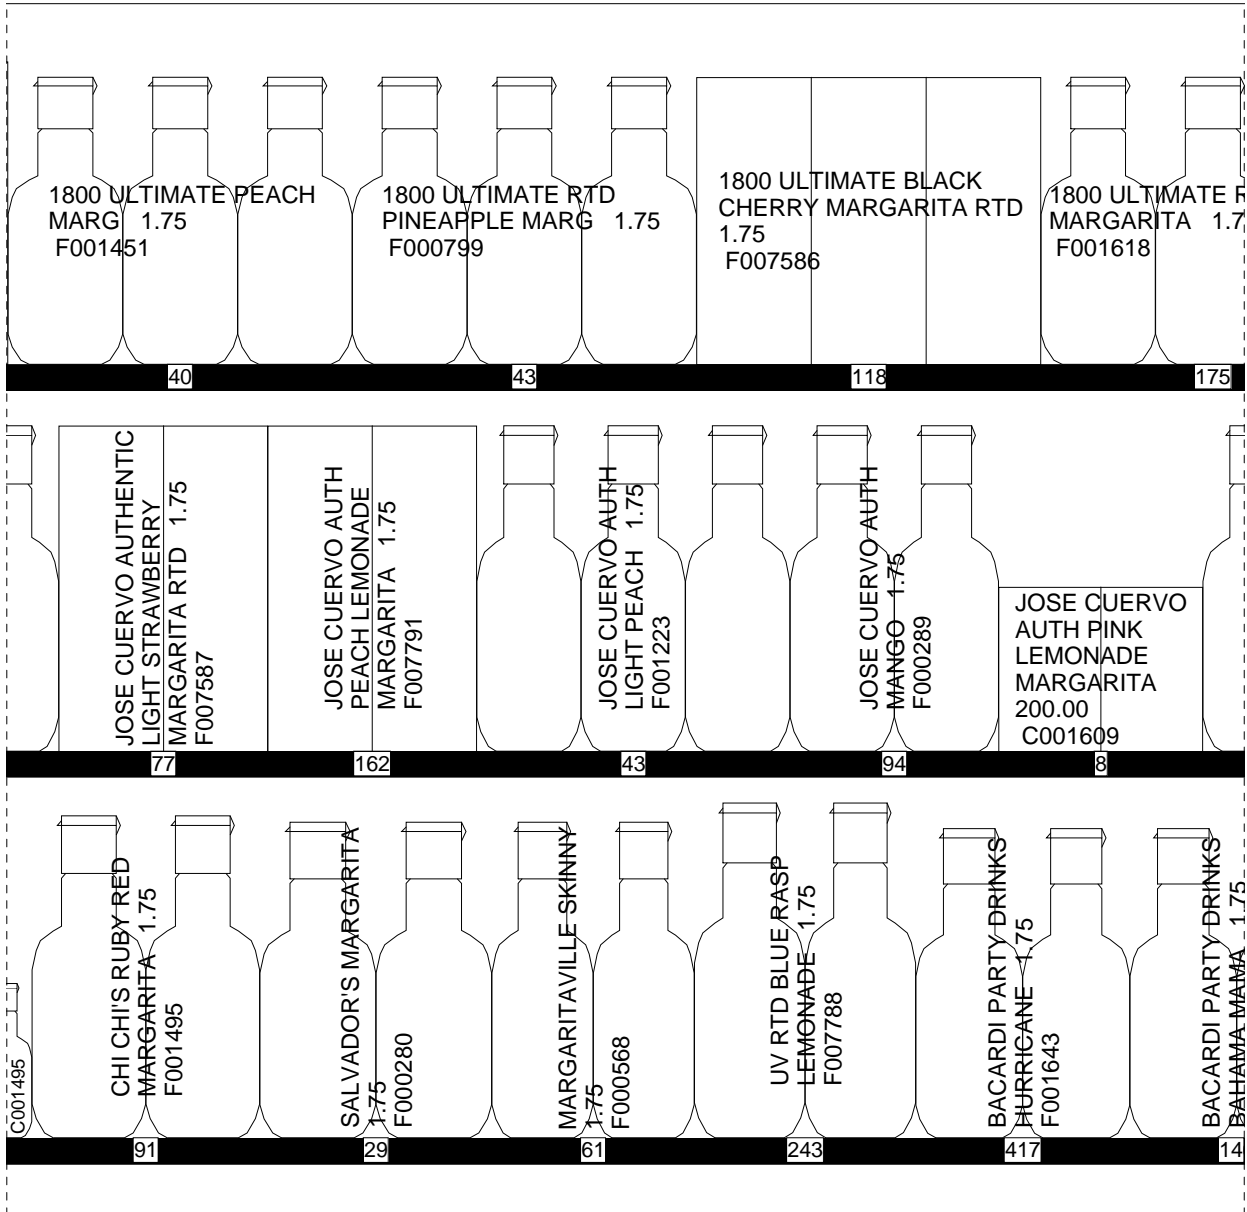 1800 ULTIMATE PEACH
MARG 1.75
F001451
1800 ULTIMATE RTD
PINEAPPLE MARG 1.75
F000799
1800 ULTIMATE BLACK
CHERRY MARGARITA RTD
1.75
F007586
1800 ULTIMATE R
MARGARITA 1.7
F001618
40
43
118
175
JOSE CUERVO AUTHENTIC
LIGHT STRAWBERRY
MARGARITA RTD 1.75
F007587
JOSE CUERVO AUTH
PEACH LEMONADE
MARGARITA 1.75
F007791
JOSE CUERVO AUTH
LIGHT PEACH 1.75
F001223
JOSE CUERVO AUTH
MANGO 1.75
F000289
JOSE CUERVO
AUTH PINK
LEMONADE
MARGARITA
200.00
C001609
77
162
43
94
8
C001495
CHI CHI'S RUBY RED
MARGARITA 1.75
F001495
SALVADOR'S MARGARITA
1.75
F000280
MARGARITAVILLE SKINNY
1.75
F000568
UV RTD BLUE RASP
LEMONADE 1.75
F007788
BACARDI PARTY DRINKS
HURRICANE 1.75
F001643
BACARDI PARTY DRINKS
BAHAMA MAMA 1.75
91
29
61
243
417
14